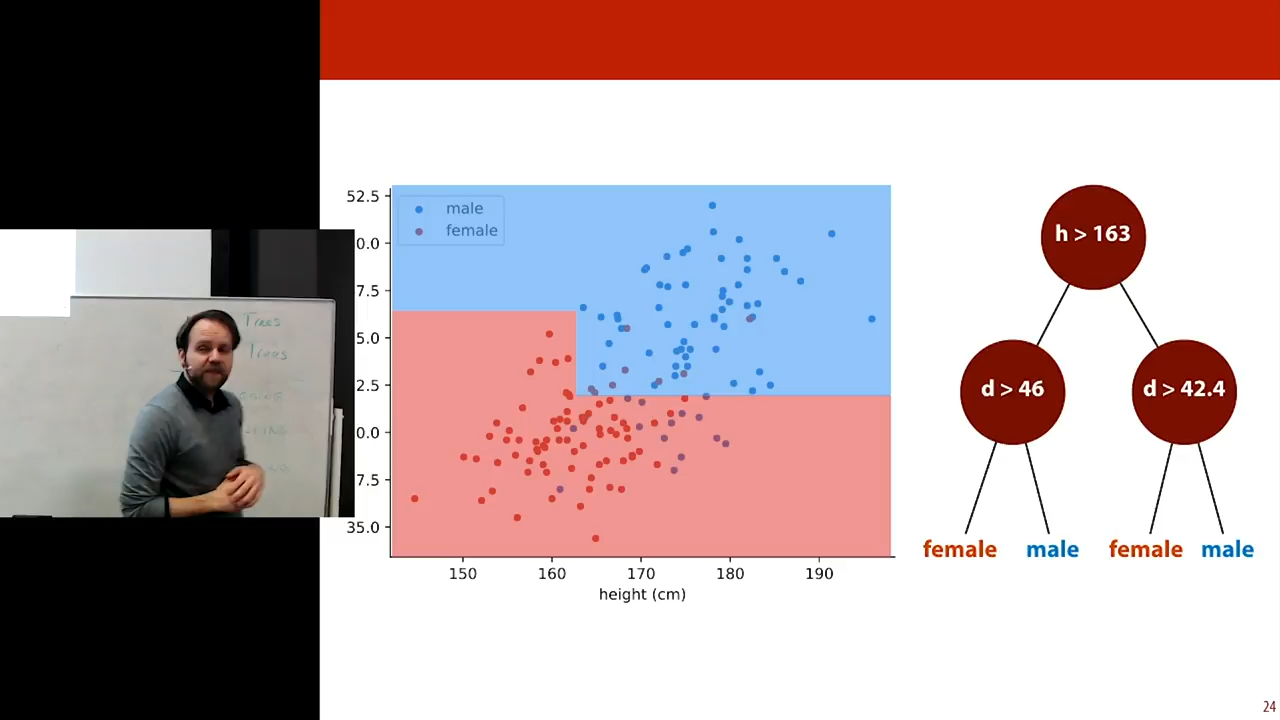 Trees
Trees
52.5
0.0
7.5
5.0
2.5
0.0
7.5
35.0
male
female
150
160
170
180
190
height (cm)
h > 163
d > 46
d > 42.4
female
male
female
male
24